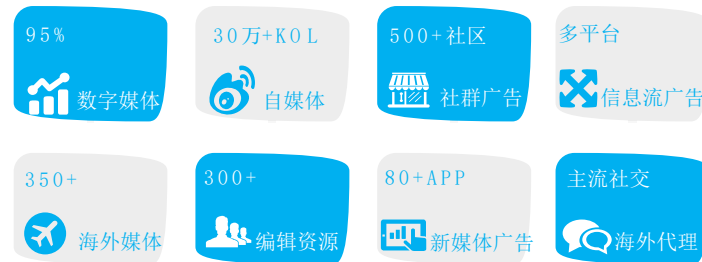 95%
数字媒体
30万+KOL
自媒体
500+社区
社群广告
多平台
信息流广告
350+
海外媒体
300+
编辑资源
80+APP
新媒体广告
主流社交
海外代理